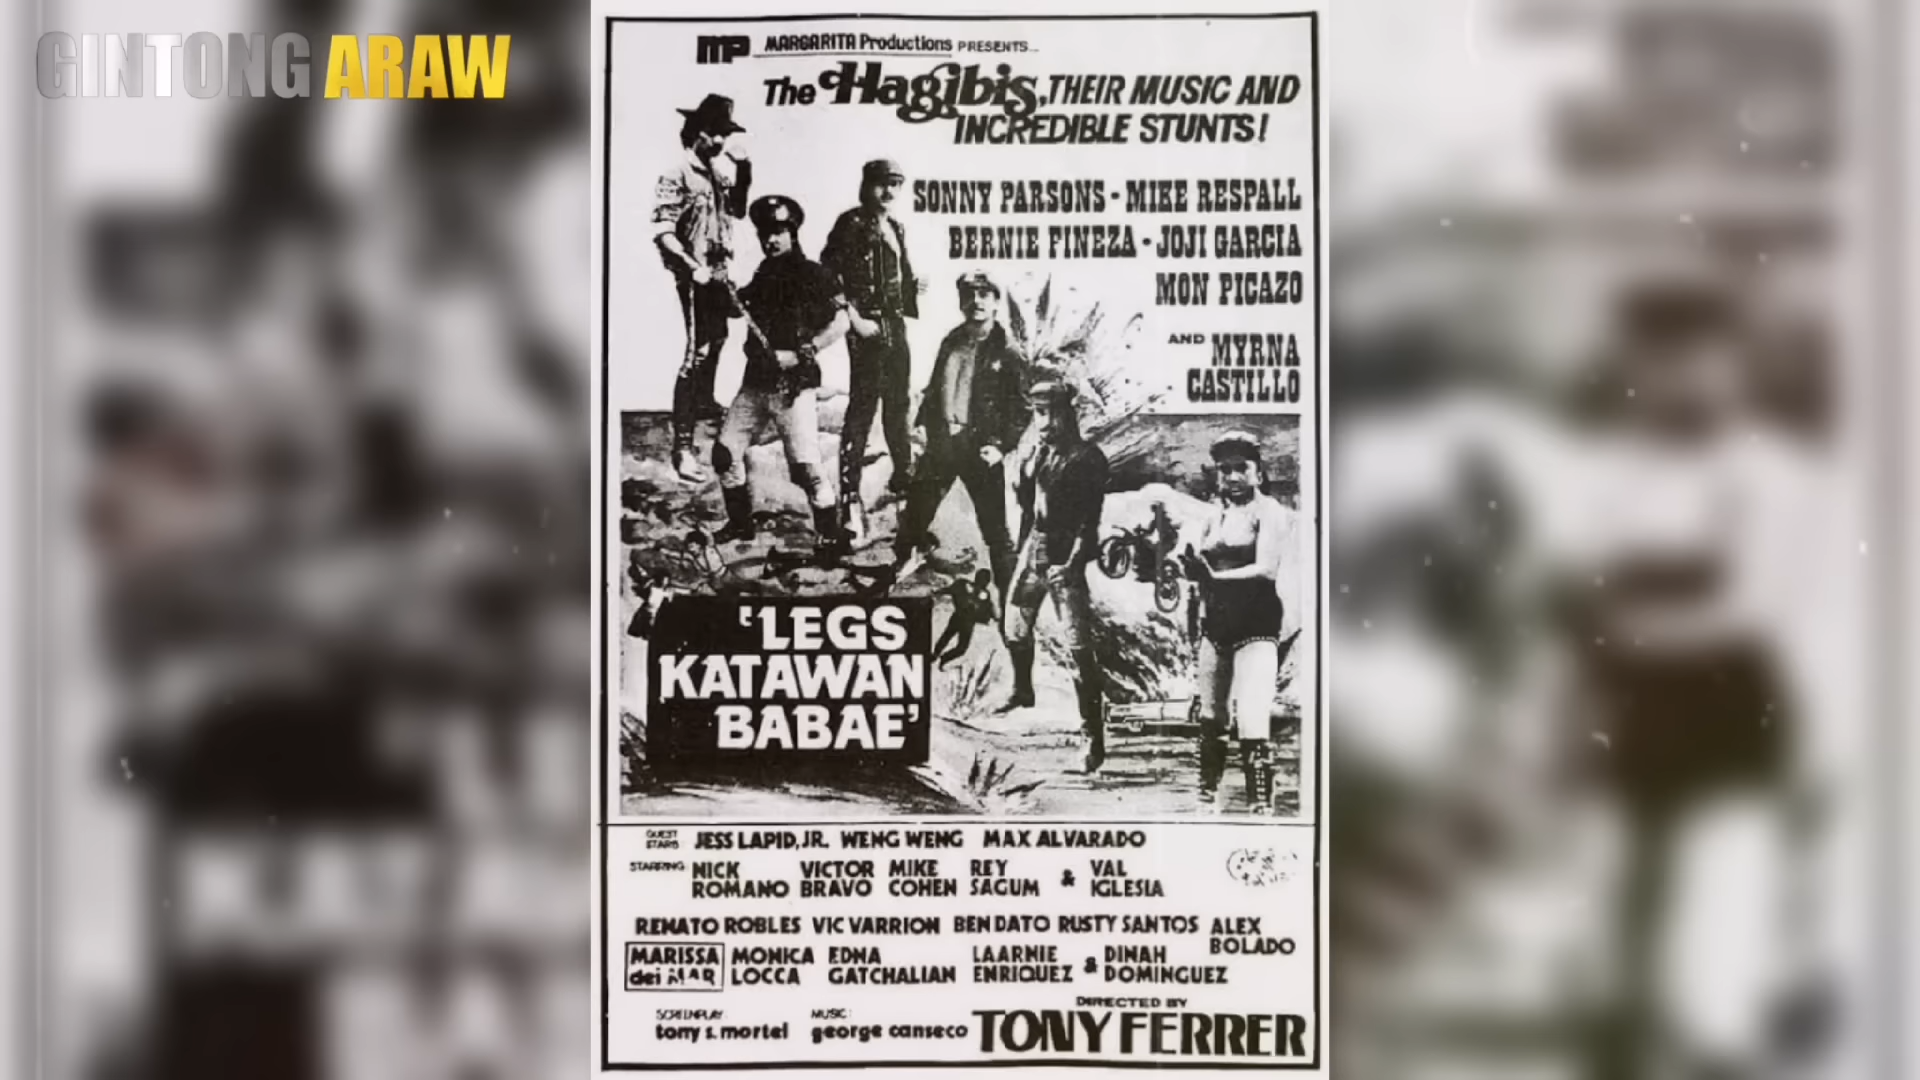 GINTONG ARAW
MP MARGARITA Productions PRESENTS...
The Hagibis, THEIR MUSIC AND
INCREDIBLE STUNTS!
SONNY PARSONS - MIKE RESPALL
BERNIE FINEZA - JOJI GARCIA
MON PICAZO
AND MYRNA
CASTILLO
'LEGS
KATAWAN
BABAE'
GUEST STARS JESS LAPID, JR. WENG WENG MAX ALVARADO
STARRING: NICK ROMANO VICTOR BRAVO MIKE COHEN REY SAGUM & VAL IGLESIA
RENATO ROBLES VIC VARRION BEN DATO RUSTY SANTOS ALEX BOLADO
MARISSA del MAR MONICA LOCCA EDNA GATCHALIAN LAARNIE ENRIQUEZ & DINAH DOMINGUEZ
DIRECTED BY
SCREENPLAY: MUSIC:
tony s. mortel george canseco TONY FERRER